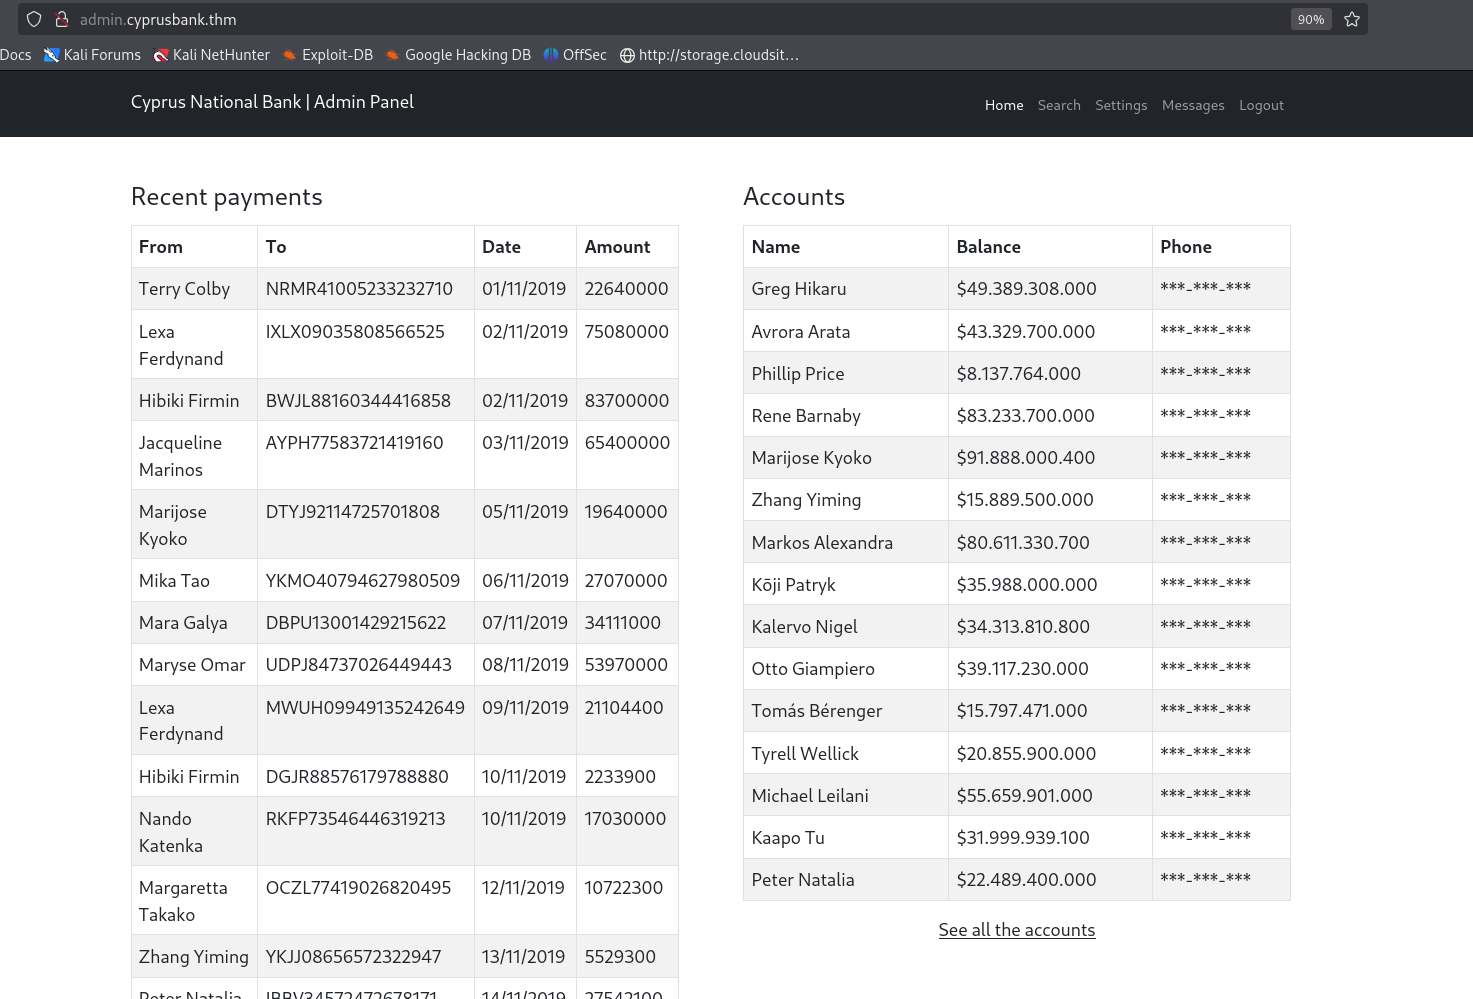 admin.cyprusbank.thm 90%
Docs Kali Forums Kali NetHunter Exploit-DB Google Hacking DB OffSec http://storage.cloudsit…
Cyprus National Bank | Admin Panel Home Search Settings Messages Logout
Recent payments
From To Date Amount
Terry Colby NRMR41005233232710 01/11/2019 22640000
Lexa IXLX09035808566525 02/11/2019 75080000
Ferdynand
Hibiki Firmin BWJL88160344416858 02/11/2019 83700000
Jacqueline AYPH77583721419160 03/11/2019 65400000
Marinos
Marijose DTYJ92114725701808 05/11/2019 19640000
Kyoko
Mika Tao YKMO40794627980509 06/11/2019 27070000
Mara Galya DBPU13001429215622 07/11/2019 34111000
Maryse Omar UDPJ84737026449443 08/11/2019 53970000
Lexa MWUH09949135242649 09/11/2019 21104400
Ferdynand
Hibiki Firmin DGJR88576179788880 10/11/2019 2233900
Nando RKFP73546446319213 10/11/2019 17030000
Katenka
Margaretta OCZL77419026820495 12/11/2019 10722300
Takako
Zhang Yiming YKJJ08656572322947 13/11/2019 5529300
Peter Natalia IBBV34572472678171 14/11/2019 27542100
Accounts
Name Balance Phone
Greg Hikaru $49.389.308.000 ***-***-***
Avrora Arata $43.329.700.000 ***-***-***
Phillip Price $8.137.764.000 ***-***-***
Rene Barnaby $83.233.700.000 ***-***-***
Marijose Kyoko $91.888.000.400 ***-***-***
Zhang Yiming $15.889.500.000 ***-***-***
Markos Alexandra $80.611.330.700 ***-***-***
Kōji Patryk $35.988.000.000 ***-***-***
Kalervo Nigel $34.313.810.800 ***-***-***
Otto Giampiero $39.117.230.000 ***-***-***
Tomás Bérenger $15.797.471.000 ***-***-***
Tyrell Wellick $20.855.900.000 ***-***-***
Michael Leilani $55.659.901.000 ***-***-***
Kaapo Tu $31.999.939.100 ***-***-***
Peter Natalia $22.489.400.000 ***-***-***
See all the accounts